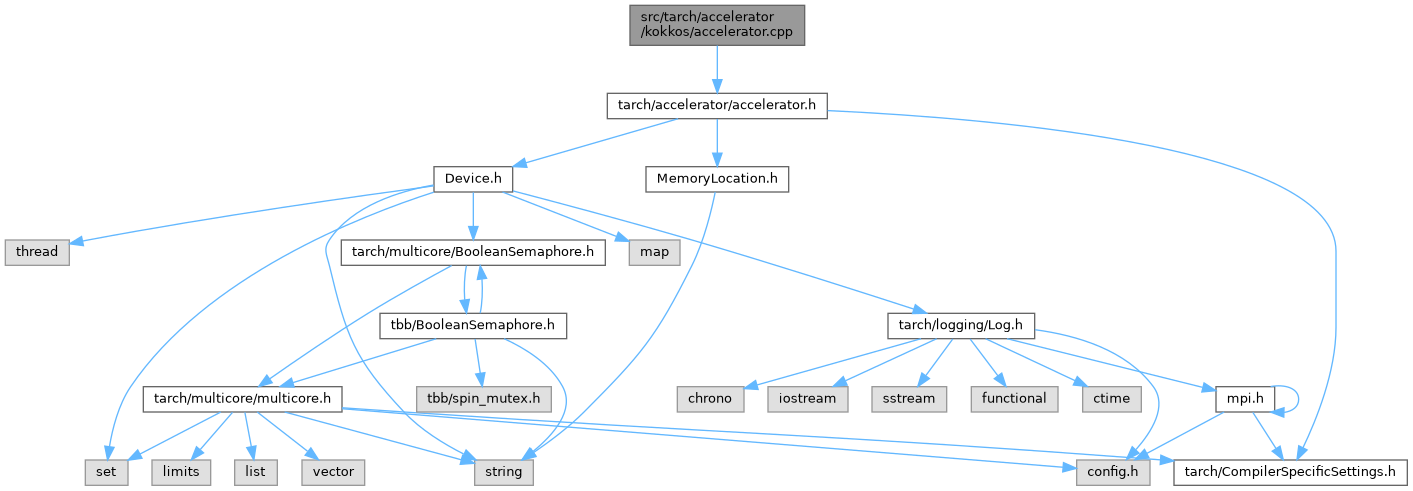 src/tarch/accelerator
/kokkos/accelerator.cpp
tarch/accelerator/accelerator.h
Device.h
MemoryLocation.h
thread
tarch/multicore/BooleanSemaphore.h
map
tbb/BooleanSemaphore.h
tarch/logging/Log.h
tarch/multicore/multicore.h
tbb/spin_mutex.h
chrono
iostream
sstream
functional
ctime
mpi.h
set
limits
list
vector
string
config.h
tarch/CompilerSpecificSettings.h